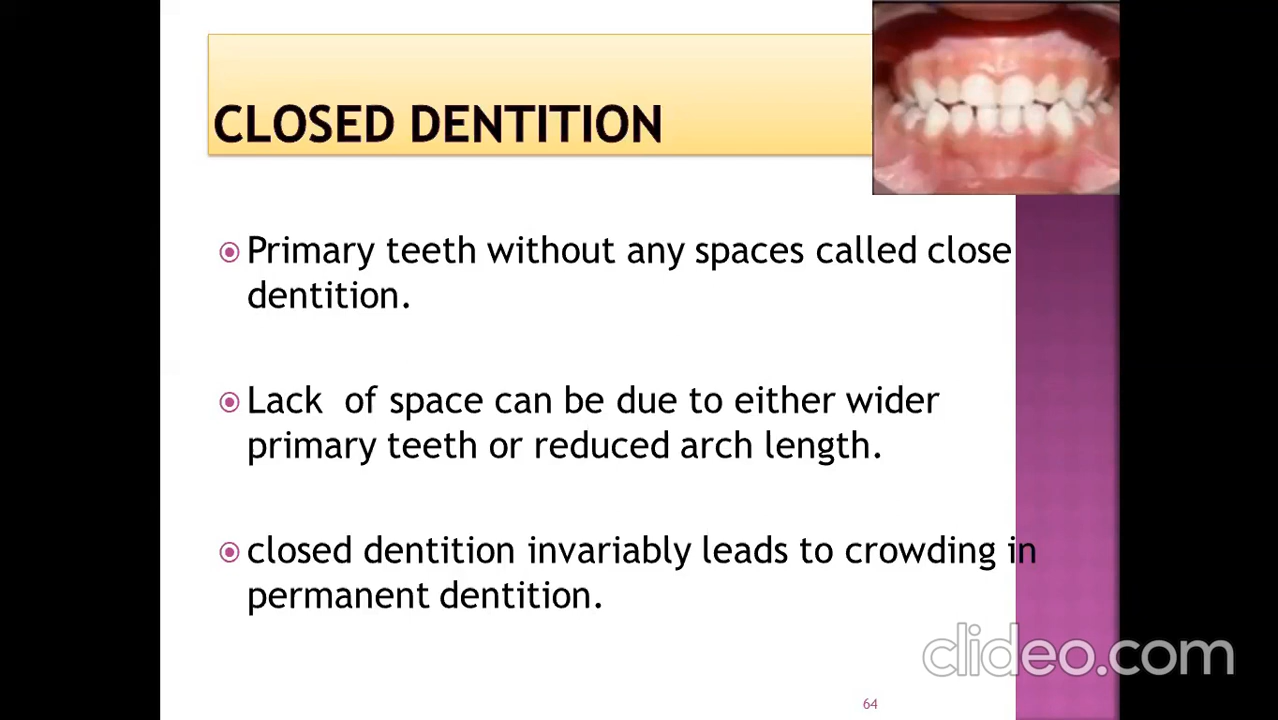 CLOSED DENTITION
Primary teeth without any spaces called close
dentition.
Lack of space can be due to either wider
primary teeth or reduced arch length.
closed dentition invariably leads to crowding in
permanent dentition.
clideo.com
64